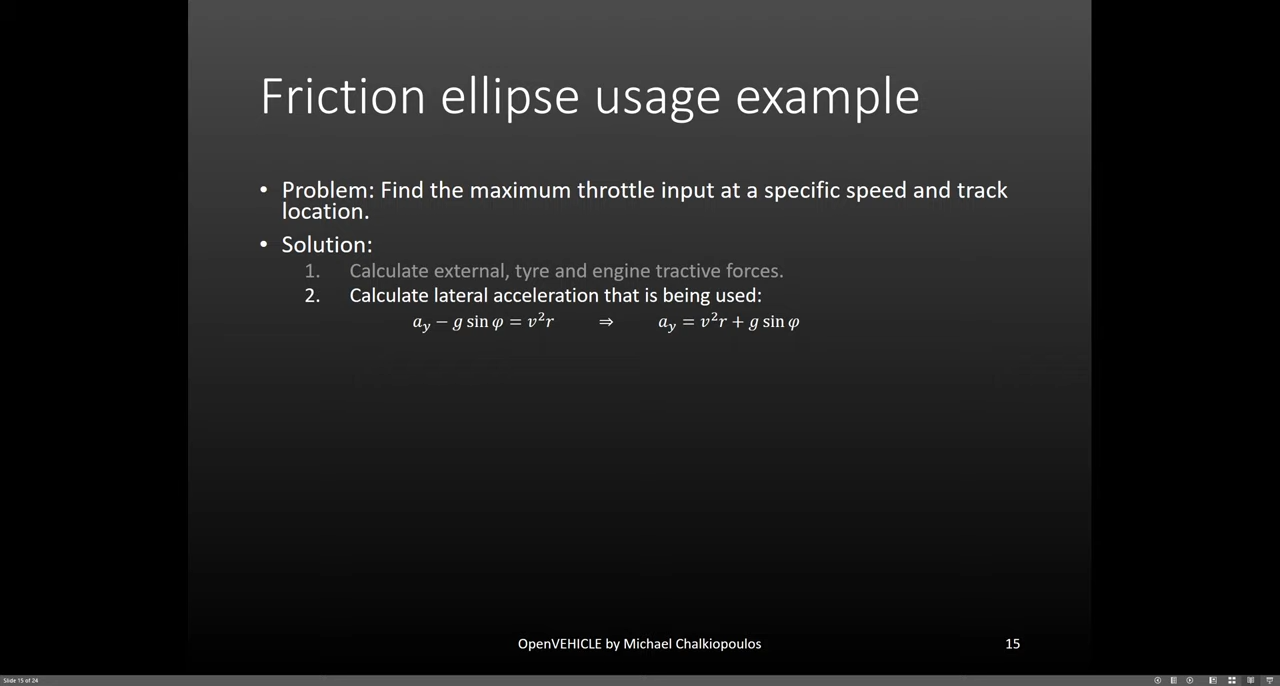 Friction ellipse usage example
• Problem: Find the maximum throttle input at a specific speed and track
location.
• Solution:
1. Calculate external, tyre and engine tractive forces.
2. Calculate lateral acceleration that is being used:
a_y − g sin φ = v²r ⇒ a_y = v²r + g sin φ
OpenVEHICLE by Michael Chalkiopoulos 15
Slide 15 of 24